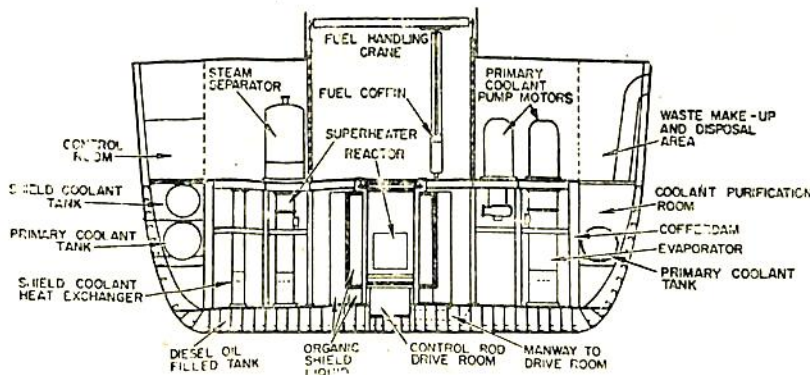 FUEL HANDLING
CRANE
STEAM
SEPARATOR
FUEL COFFIN
PRIMARY
COOLANT
PUMP MOTORS
SUPERHEATER
REACTOR
WASTE MAKE-UP
AND DISPOSAL
AREA
CONTROL
ROOM
SHIELD COOLANT
TANK
PRIMARY COOLANT
TANK
SHIELD COOLANT
HEAT EXCHANGER
COOLANT PURIFICATION
ROOM
COFFERDAM
EVAPORATOR
PRIMARY COOLANT
TANK
DIESEL OIL
FILLED TANK
ORGANIC
SHIELD
LIQUID
CONTROL ROD
DRIVE ROOM
MANWAY TO
DRIVE ROOM